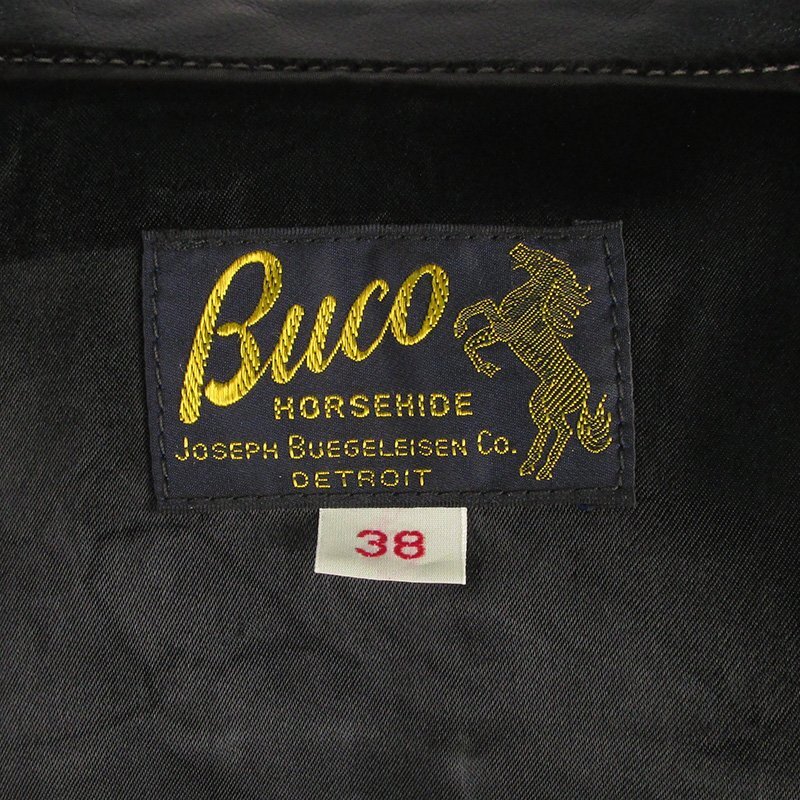 Buco
HORSEHIDE
JOSEPH BUEGELEISEN CO.
DETROIT
38